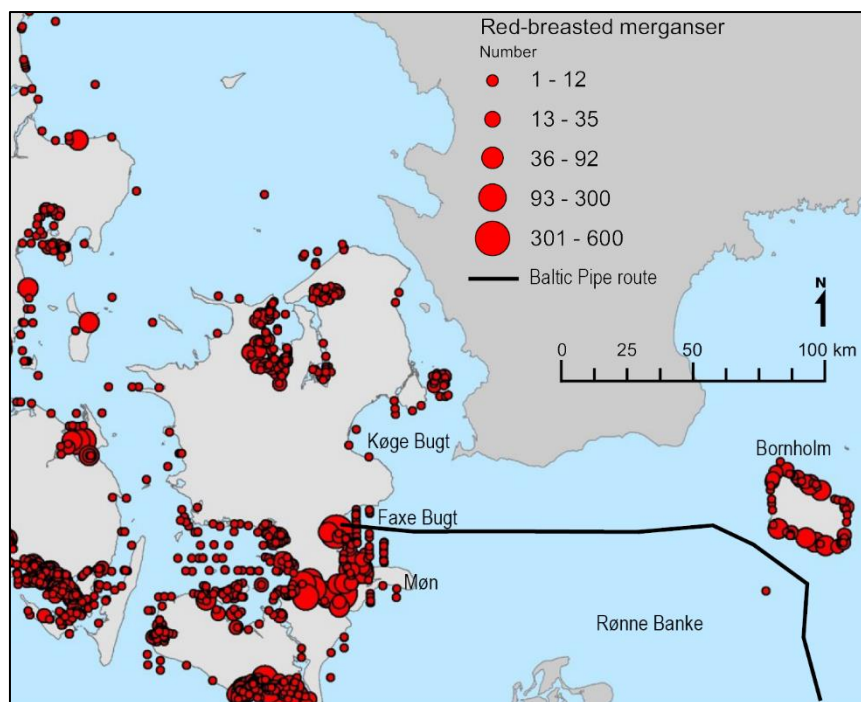 Red-breasted merganser
Number
1 - 12
13 - 35
36 - 92
93 - 300
301 - 600
Baltic Pipe route
N
0 25 50 100 km
Køge Bugt
Bornholm
Faxe Bugt
Møn
Rønne Banke